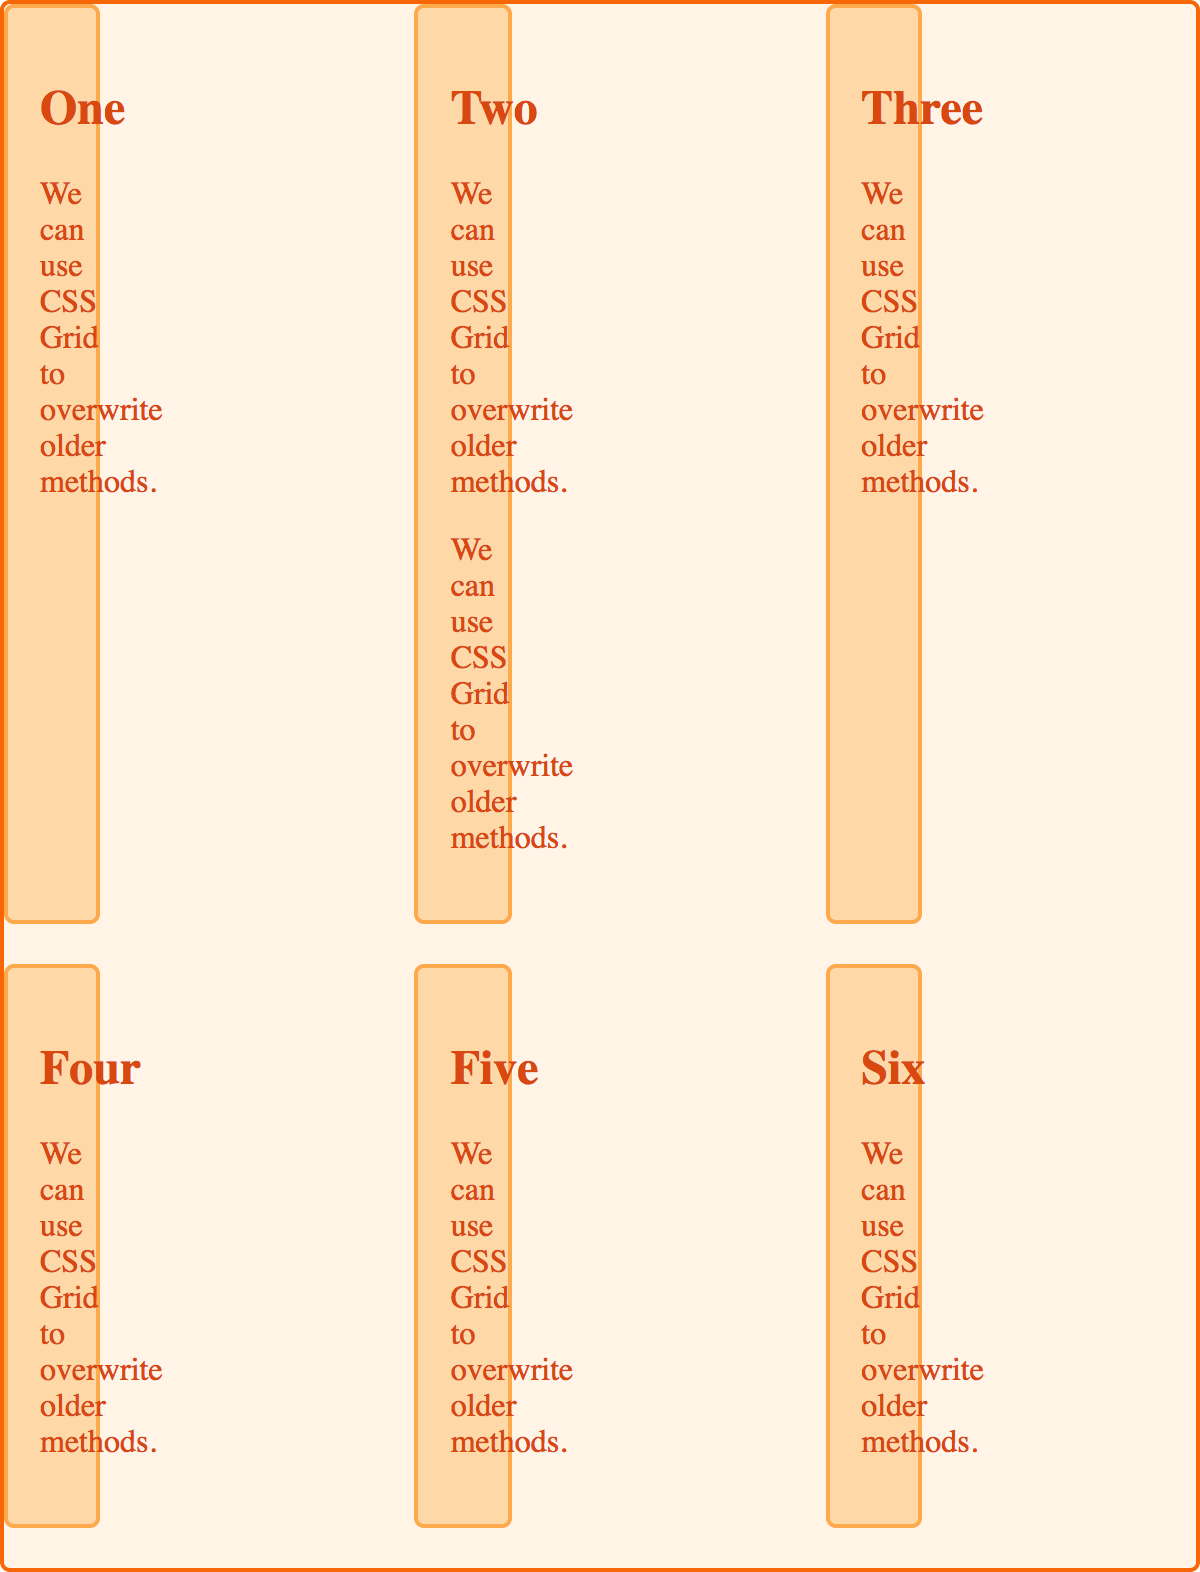 One
We
can
use
CSS
Grid
to
overwrite
older
methods.
Two
We
can
use
CSS
Grid
to
overwrite
older
methods.
We
can
use
CSS
Grid
to
overwrite
older
methods.
Three
We
can
use
CSS
Grid
to
overwrite
older
methods.
Four
We
can
use
CSS
Grid
to
overwrite
older
methods.
Five
We
can
use
CSS
Grid
to
overwrite
older
methods.
Six
We
can
use
CSS
Grid
to
overwrite
older
methods.